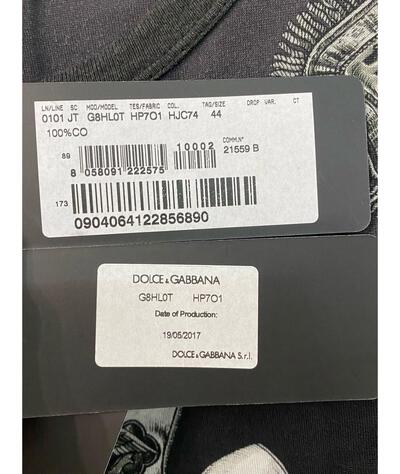 LN/LINE SC MOD/MODEL TES/FABRIC COL. TAG/SIZE DROP VAR. CT
0101 JT G8HL0T HP7O1 HJC74 44
100%CO
89 10002 COMM.N°
8 058091 222575 21559 B
173
0904064122856890
DOLCE & GABBANA
G8HL0T HP7O1
Date of Production:
19/05/2017
DOLCE & GABBANA S.r.l.